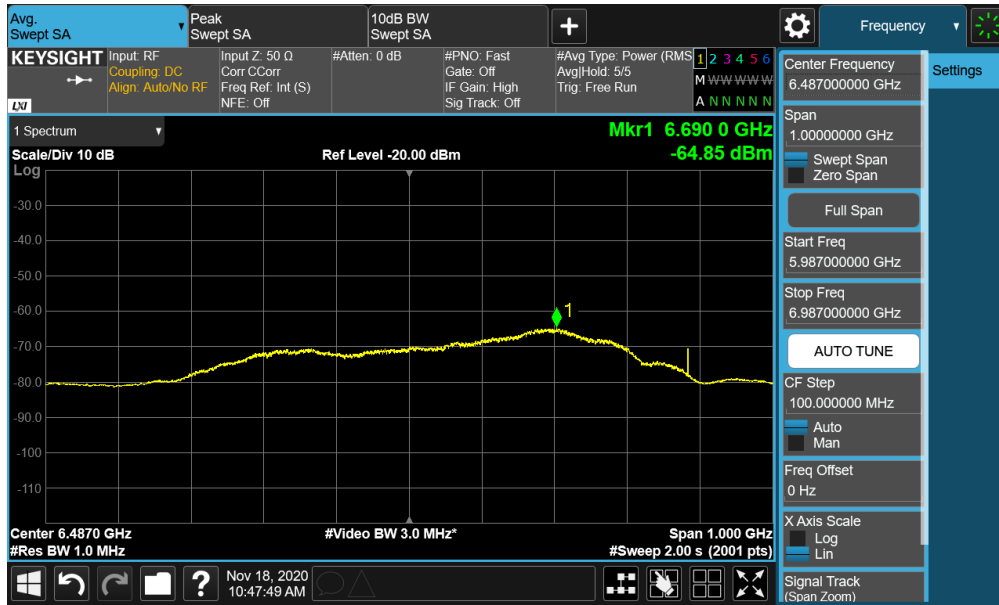 Avg.
Swept SA
Peak
Swept SA
10dB BW
Swept SA
Frequency
KEYSIGHT
LXI
Input: RF
Coupling: DC
Align: Auto/No RF
Input Z: 50 Ω
Corr CCorr
Freq Ref: Int (S)
NFE: Off
#Atten: 0 dB
#PNO: Fast
Gate: Off
IF Gain: High
Sig Track: Off
#Avg Type: Power (RMS
Avg|Hold: 5/5
Trig: Free Run
1 2 3 4 5 6
M W W W W W
A N N N N N
1 Spectrum
Scale/Div 10 dB
Log
Ref Level -20.00 dBm
Mkr1 6.690 0 GHz
-64.85 dBm
-30.0
-40.0
-50.0
-60.0
-70.0
-80.0
-90.0
-100
-110
1
Center 6.4870 GHz
#Res BW 1.0 MHz
#Video BW 3.0 MHz*
Span 1.000 GHz
#Sweep 2.00 s (2001 pts)
Nov 18, 2020
10:47:49 AM
Center Frequency
6.487000000 GHz
Span
1.00000000 GHz
Swept Span
Zero Span
Full Span
Start Freq
5.987000000 GHz
Stop Freq
6.987000000 GHz
AUTO TUNE
CF Step
100.000000 MHz
Auto
Man
Freq Offset
0 Hz
X Axis Scale
Log
Lin
Signal Track
(Span Zoom)
Settings